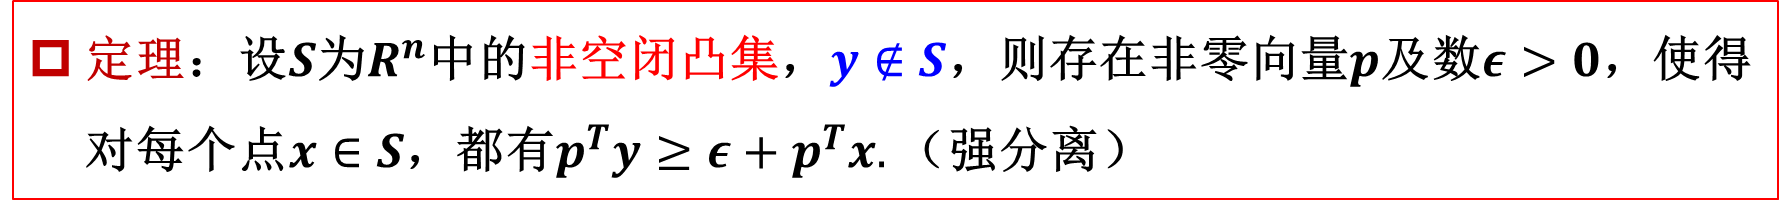 定理：设S为Rⁿ中的非空闭凸集，y ∉ S，则存在非零向量p及数ϵ > 0，使得
对每个点x ∈ S，都有pᵀy ≥ ϵ + pᵀx.（强分离）